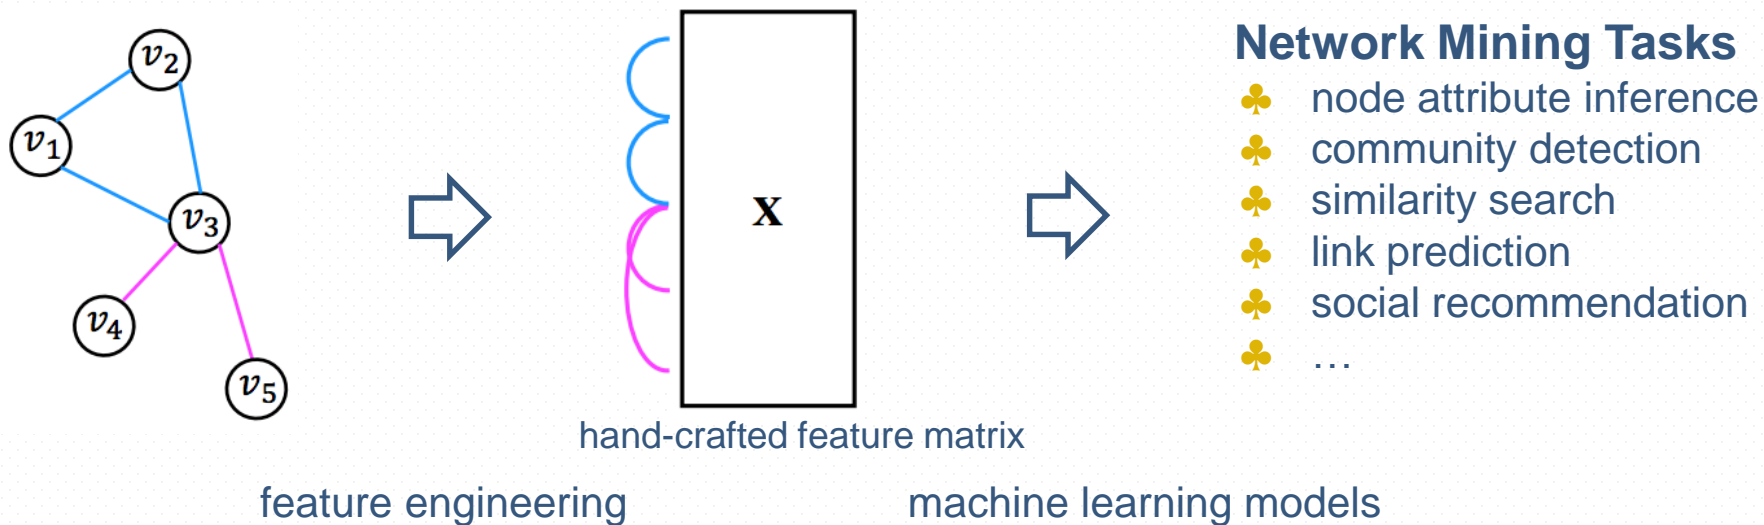 v₂
v₁
v₃
v₄
v₅
X
hand-crafted feature matrix
feature engineering
machine learning models
Network Mining Tasks
♣ node attribute inference
♣ community detection
♣ similarity search
♣ link prediction
♣ social recommendation
♣ …